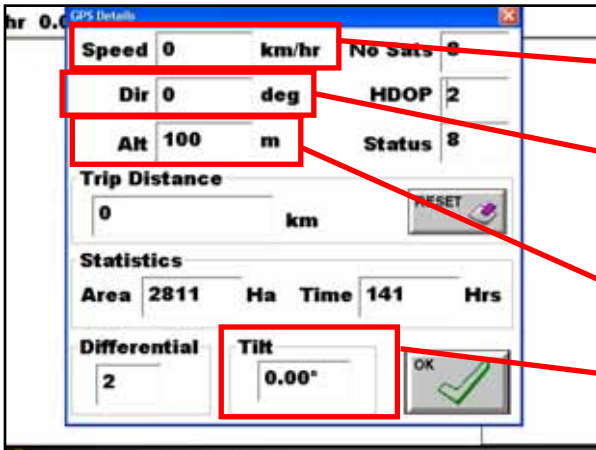 hr 0.0
GPS Details
Speed 0 km/hr No Sats 8
Dir 0 deg HDOP 2
Alt 100 m Status 8
Trip Distance
0 km RESET
Statistics
Area 2811 Ha Time 141 Hrs
Differential Tilt
2 0.00° OK